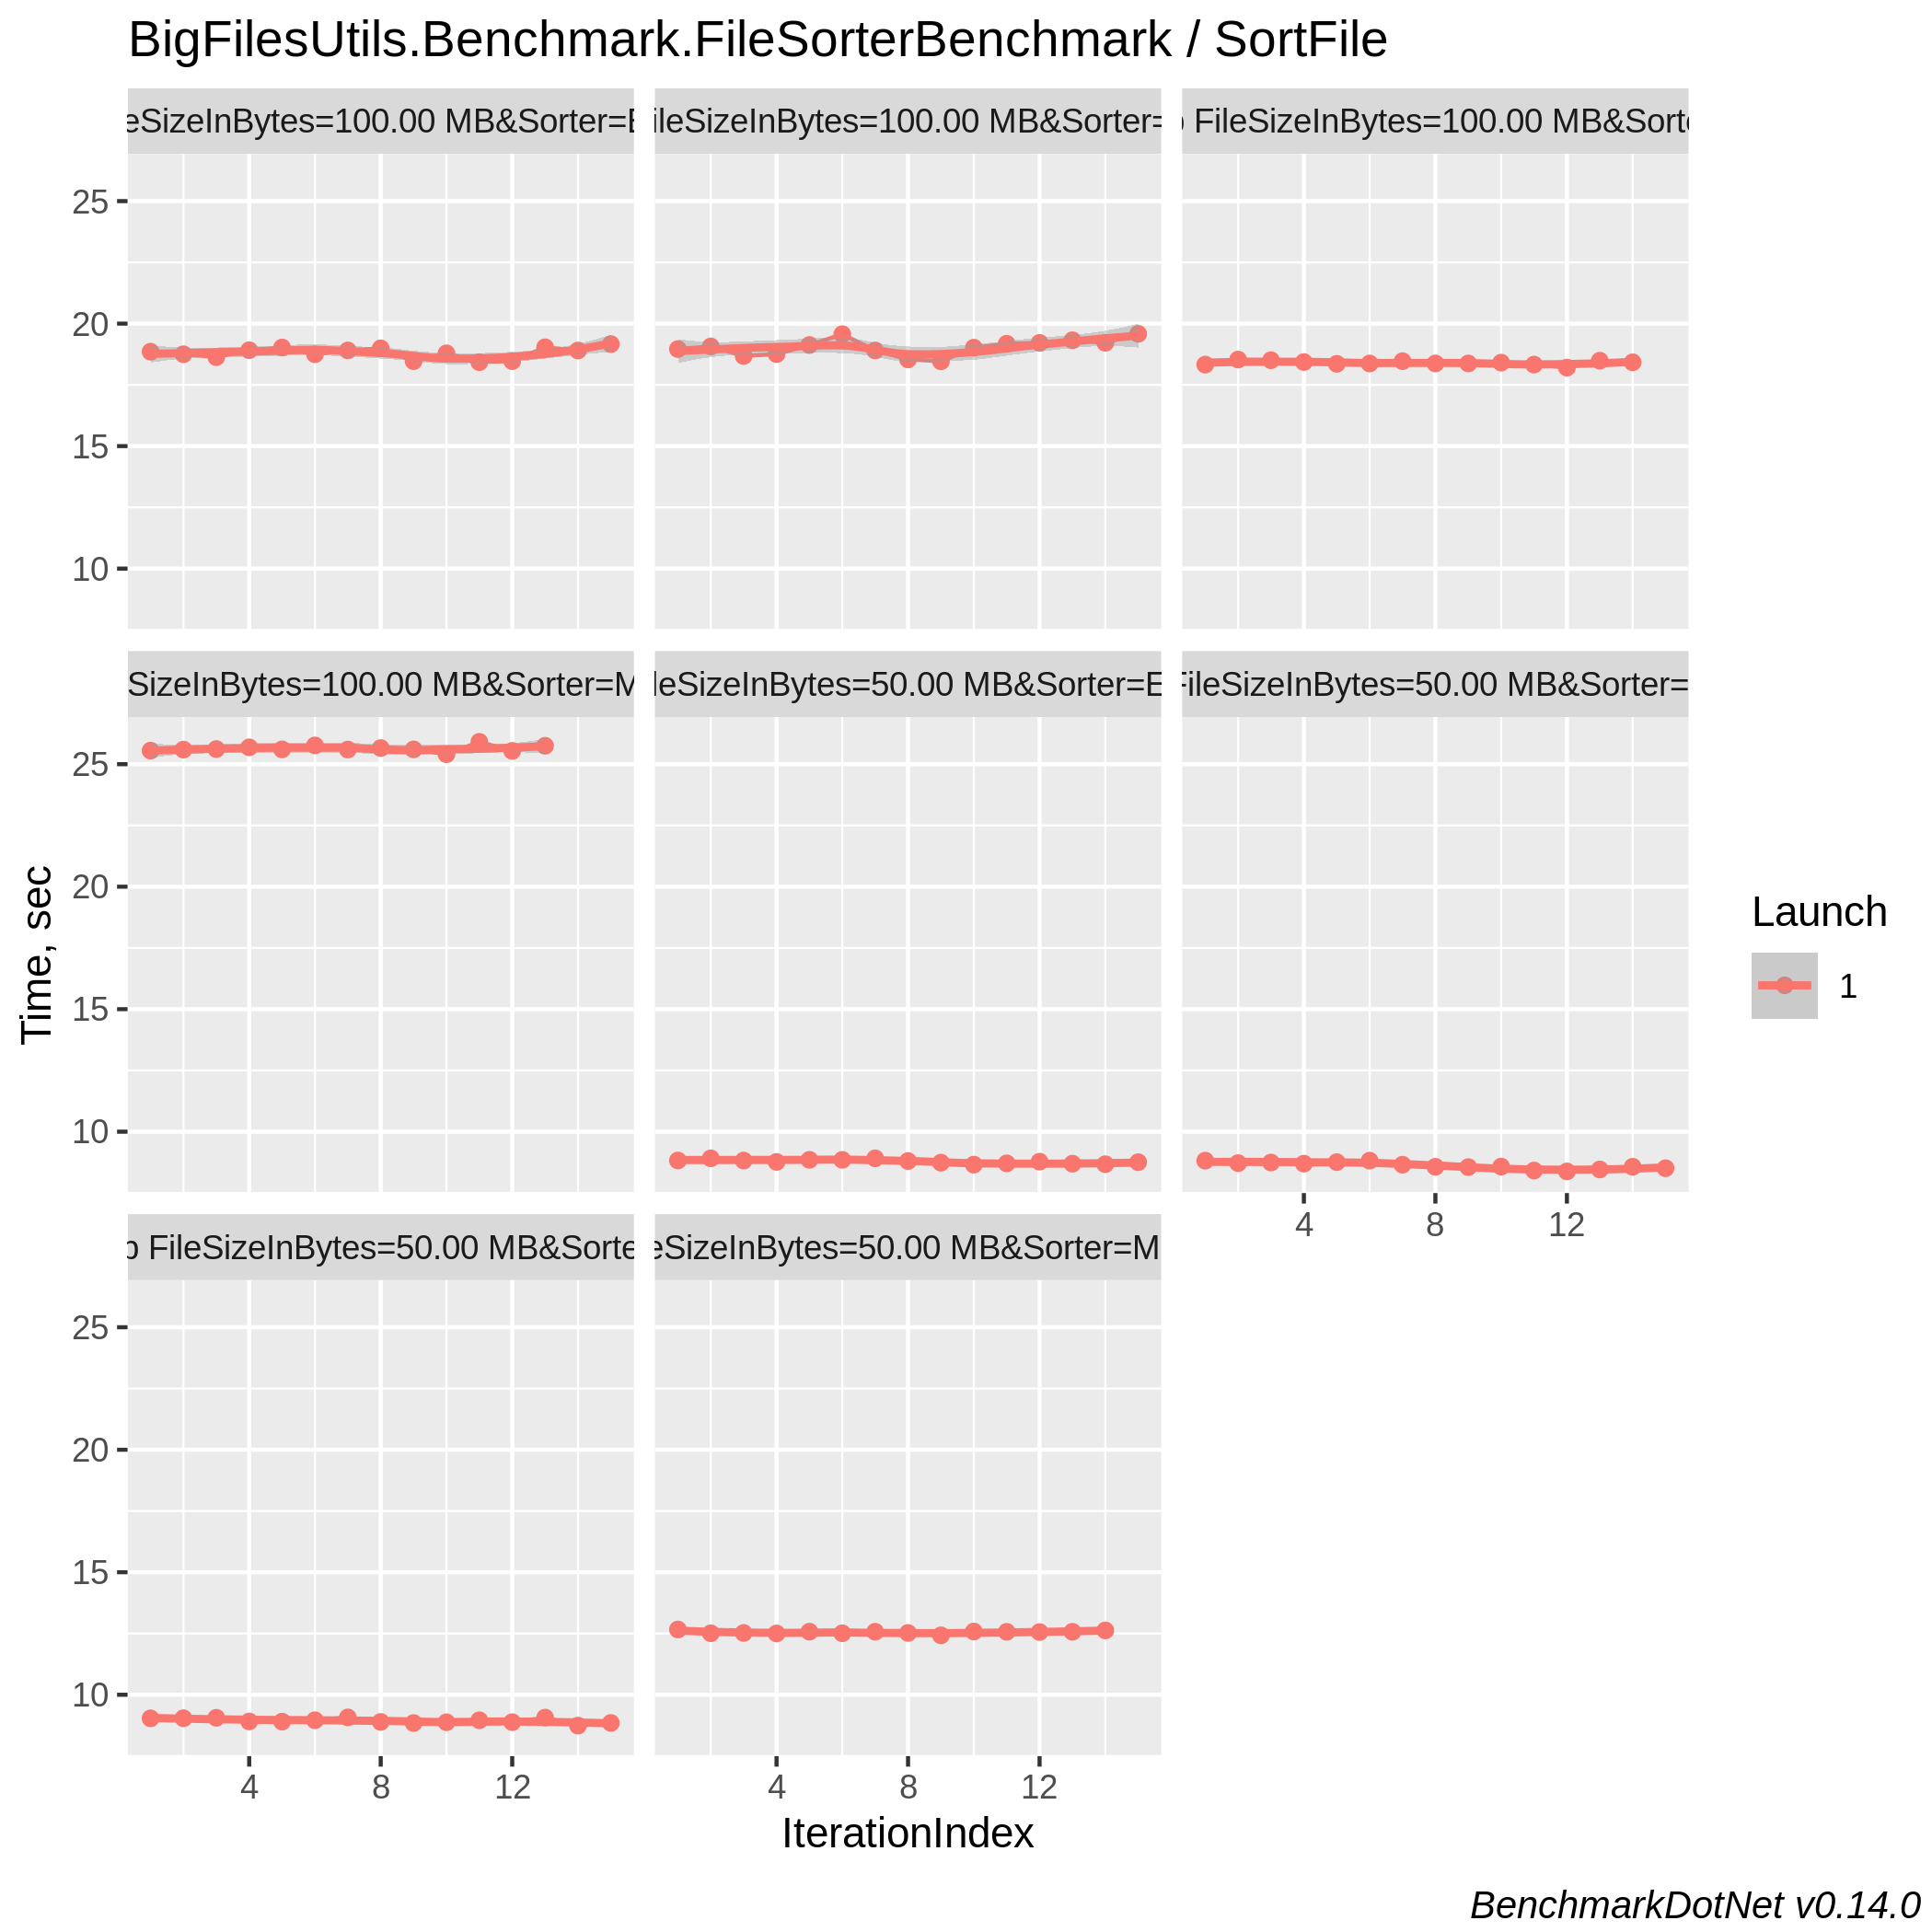 BigFilesUtils.Benchmark.FileSorterBenchmark / SortFile
eSizeInBytes=100.00 MB&Sorter=E
ileSizeInBytes=100.00 MB&Sorter=
FileSizeInBytes=100.00 MB&Sorte
25
20
15
10
SizeInBytes=100.00 MB&Sorter=M
leSizeInBytes=50.00 MB&Sorter=E
FileSizeInBytes=50.00 MB&Sorter=
25
20
15
10
4 8 12
FileSizeInBytes=50.00 MB&Sorte
eSizeInBytes=50.00 MB&Sorter=M
25
20
15
10
4 8 12
4 8 12
Time, sec
IterationIndex
Launch
1
BenchmarkDotNet v0.14.0